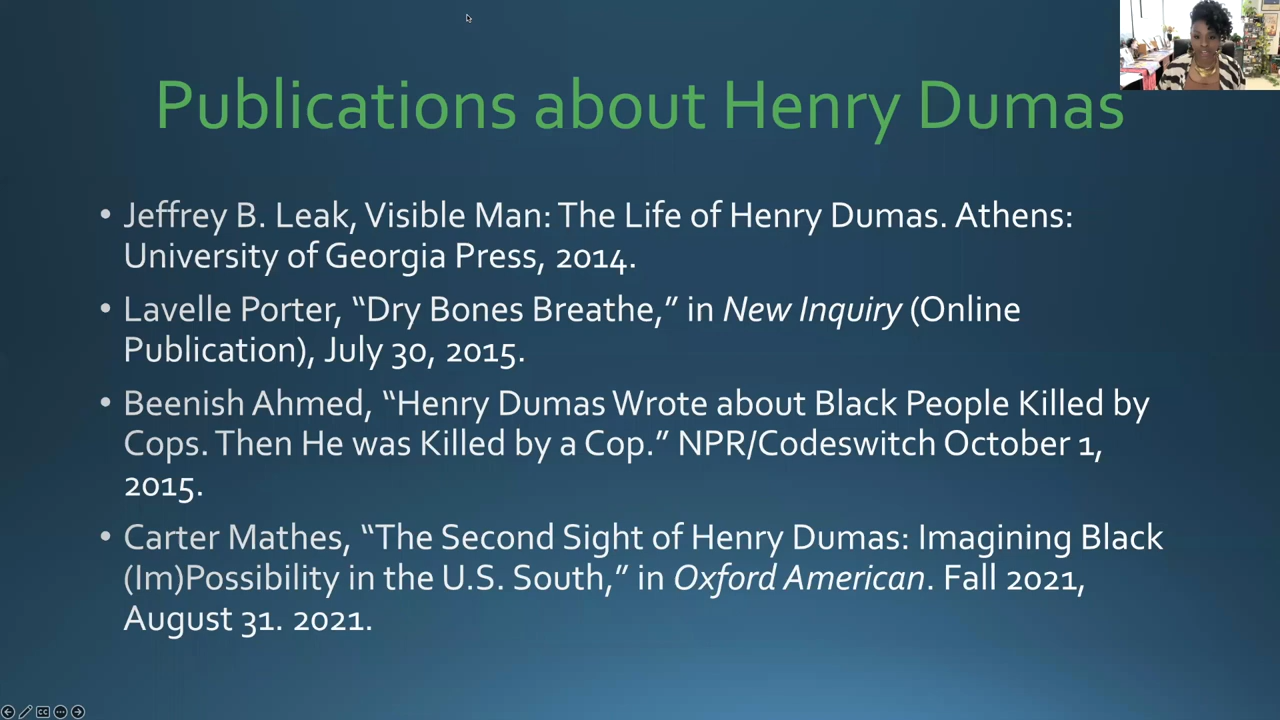 Publications about Henry Dumas
• Jeffrey B. Leak, Visible Man: The Life of Henry Dumas. Athens:
University of Georgia Press, 2014.
• Lavelle Porter, “Dry Bones Breathe,” in New Inquiry (Online
Publication), July 30, 2015.
• Beenish Ahmed, “Henry Dumas Wrote about Black People Killed by
Cops. Then He was Killed by a Cop.” NPR/Codeswitch October 1,
2015.
• Carter Mathes, “The Second Sight of Henry Dumas: Imagining Black
(Im)Possibility in the U.S. South,” in Oxford American. Fall 2021,
August 31. 2021.